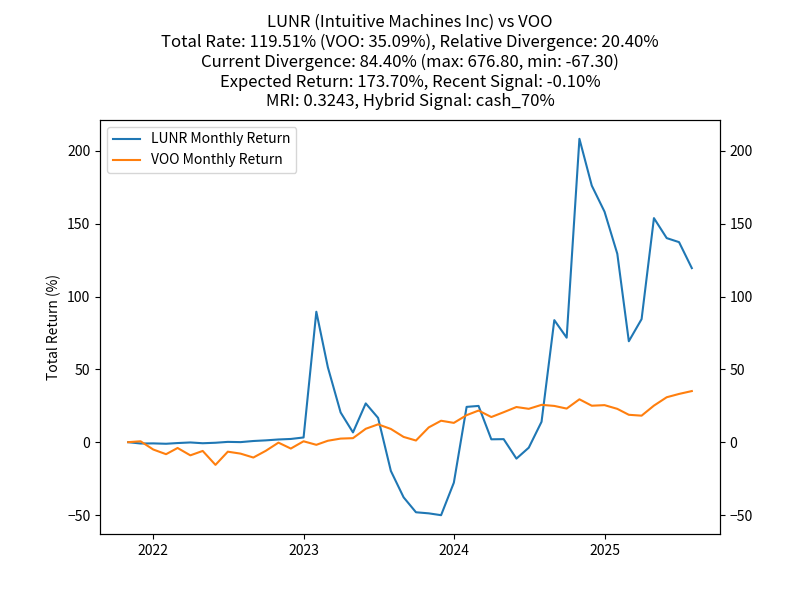 LUNR (Intuitive Machines Inc) vs VOO
Total Rate: 119.51% (VOO: 35.09%), Relative Divergence: 20.40%
Current Divergence: 84.40% (max: 676.80, min: -67.30)
Expected Return: 173.70%, Recent Signal: -0.10%
MRI: 0.3243, Hybrid Signal: cash_70%
LUNR Monthly Return
VOO Monthly Return
Total Return (%)
200
150
100
50
0
−50
200
150
100
50
0
−50
2022
2023
2024
2025